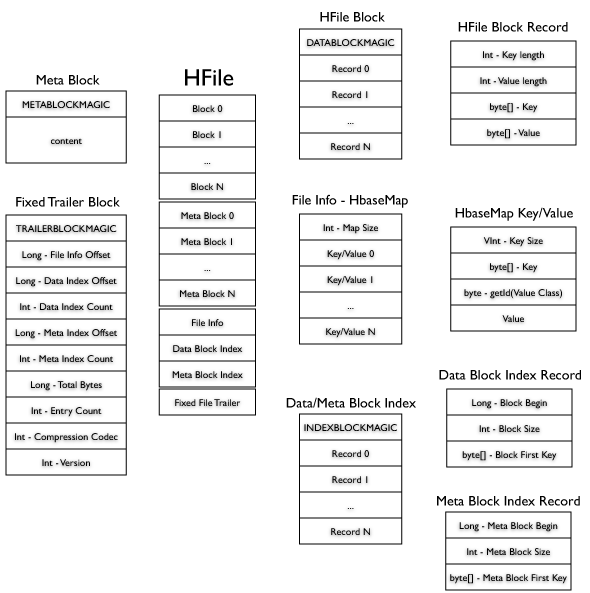 Meta Block
METABLOCKMAGIC
content
Fixed Trailer Block
TRAILERBLOCKMAGIC
Long - File Info Offset
Long - Data Index Offset
Int - Data Index Count
Long - Meta Index Offset
Int - Meta Index Count
Long - Total Bytes
Int - Entry Count
Int - Compression Codec
Int - Version
HFile
Block 0
Block 1
...
Block N
Meta Block 0
Meta Block 1
...
Meta Block N
File Info
Data Block Index
Meta Block Index
Fixed File Trailer
HFile Block
DATABLOCKMAGIC
Record 0
Record 1
...
Record N
File Info - HbaseMap
Int - Map Size
Key/Value 0
Key/Value 1
...
Key/Value N
Data/Meta Block Index
INDEXBLOCKMAGIC
Record 0
Record 1
...
Record N
HFile Block Record
Int - Key length
Int - Value length
byte[] - Key
byte[] - Value
HbaseMap Key/Value
VInt - Key Size
byte[] - Key
byte - getId(Value Class)
Value
Data Block Index Record
Long - Block Begin
Int - Block Size
byte[] - Block First Key
Meta Block Index Record
Long - Meta Block Begin
Int - Meta Block Size
byte[] - Meta Block First Key